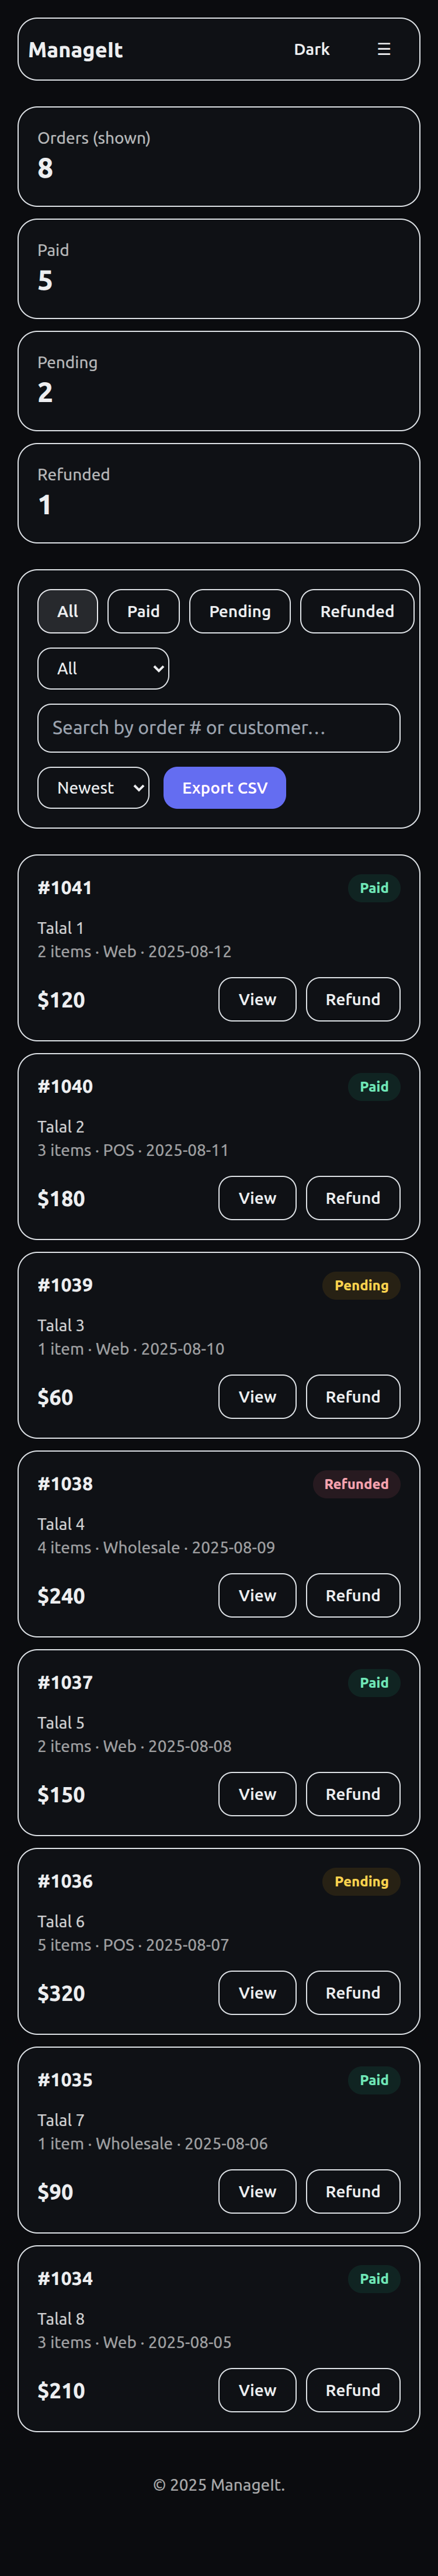 ManageIt Dark ☰
Orders (shown)
8
Paid
5
Pending
2
Refunded
1
All Paid Pending Refunded
All
Search by order # or customer…
Newest Export CSV
#1041 Paid
Talal 1
2 items · Web · 2025-08-12
$120 View Refund
#1040 Paid
Talal 2
3 items · POS · 2025-08-11
$180 View Refund
#1039 Pending
Talal 3
1 item · Web · 2025-08-10
$60 View Refund
#1038 Refunded
Talal 4
4 items · Wholesale · 2025-08-09
$240 View Refund
#1037 Paid
Talal 5
2 items · Web · 2025-08-08
$150 View Refund
#1036 Pending
Talal 6
5 items · POS · 2025-08-07
$320 View Refund
#1035 Paid
Talal 7
1 item · Wholesale · 2025-08-06
$90 View Refund
#1034 Paid
Talal 8
3 items · Web · 2025-08-05
$210 View Refund
© 2025 ManageIt.